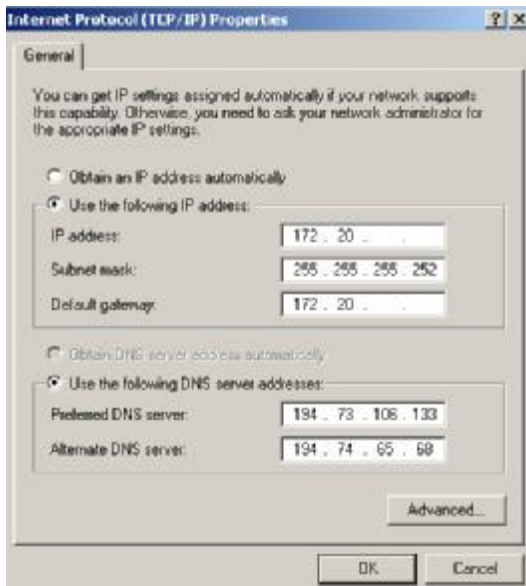 Internet Protocol (TCP/IP) Properties
General
You can get IP settings assigned automatically if your network supports
this capability. Otherwise, you need to ask your network administrator for
the appropriate IP settings.
Obtain an IP address automatically
Use the following IP address:
IP address: 172 . 20 . .
Subnet mask: 255 . 255 . 255 . 252
Default gateway: 172 . 20 . .
Obtain DNS server address automatically
Use the following DNS server addresses:
Preferred DNS server: 194 . 73 . 106 . 133
Alternate DNS server: 194 . 74 . 65 . 68
Advanced...
OK Cancel